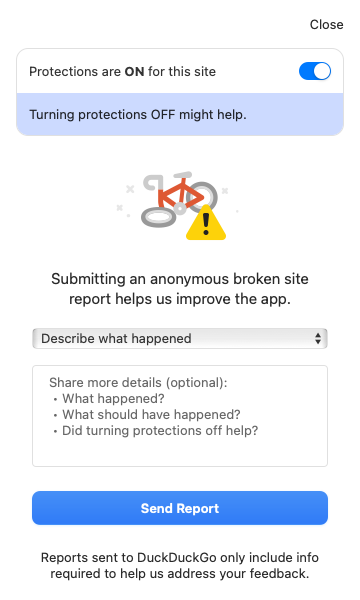 Close
Protections are ON for this site
Turning protections OFF might help.
Submitting an anonymous broken site
report helps us improve the app.
Describe what happened
Share more details (optional):
• What happened?
• What should have happened?
• Did turning protections off help?
Send Report
Reports sent to DuckDuckGo only include info
required to help us address your feedback.